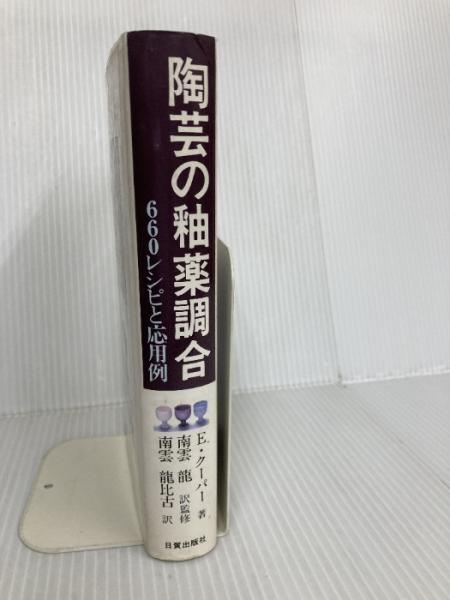 陶芸の釉薬調合
660レシピと応用例
E・クーパー 著
南雲 龍 訳監修
南雲 龍比古 訳
日貿出版社